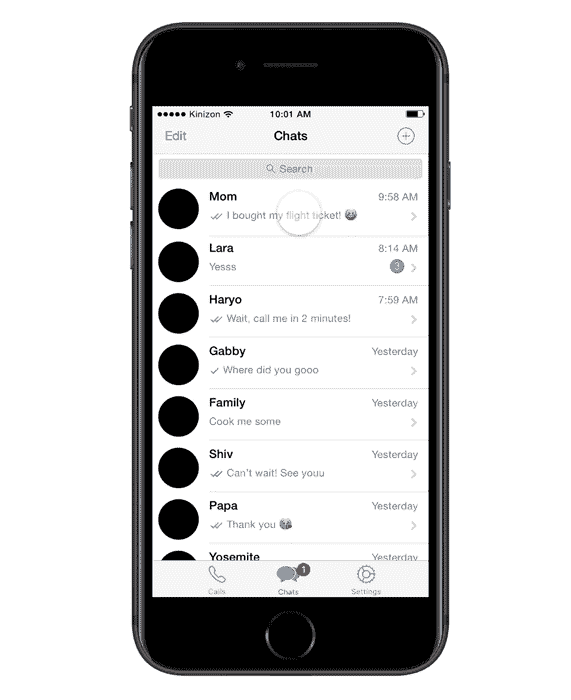 Kinizon 10:01 AM
Edit Chats
Search
Mom 9:58 AM
I bought my flight ticket!
Lara 8:14 AM
Yesss 3
Haryo 7:59 AM
Wait, call me in 2 minutes!
Gabby Yesterday
Where did you gooo
Family Yesterday
Cook me some
Shiv Yesterday
Can't wait! See youu
Papa Yesterday
Thank you
Yosemite Yesterday
1
Calls Chats Settings